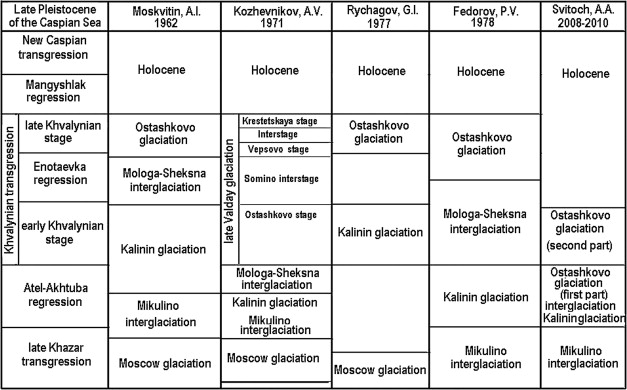 Late Pleistocene
of the Caspian Sea
Moskvitin, A.I.
1962
Kozhevnikov, A.V.
1971
Rychagov, G.I.
1977
Fedorov, P.V.
1978
Svitoch, A.A.
2008-2010
New Caspian
transgression
Mangyshlak
regression
Holocene
Holocene
Holocene
Holocene
Holocene
Khvalynian transgression
late Khvalynian
stage
Enotaevka
regression
early Khvalynian
stage
Ostashkovo
glaciation
Mologa-Sheksna
interglaciation
Kalinin glaciation
late Valday glaciation
Krestetskaya stage
Interstage
Vepsovo stage
Somino interstage
Ostashkovo stage
Ostashkovo
glaciation
Kalinin glaciation
Ostashkovo
glaciation
Mologa-Sheksna
interglaciation
Ostashkovo
glaciation
(second part)
Atel-Akhtuba
regression
Mikulino
interglaciation
Mologa-Sheksna
interglaciation
Kalinin glaciation
Mikulino
interglaciation
Kalinin glaciation
Ostashkovo
glaciation
(first part)
interglaciation
Kalininglaciation
late Khazar
transgression
Moscow glaciation
Moscow glaciation
Moscow glaciation
Mikulino
interglaciation
Mikulino
interglaciation